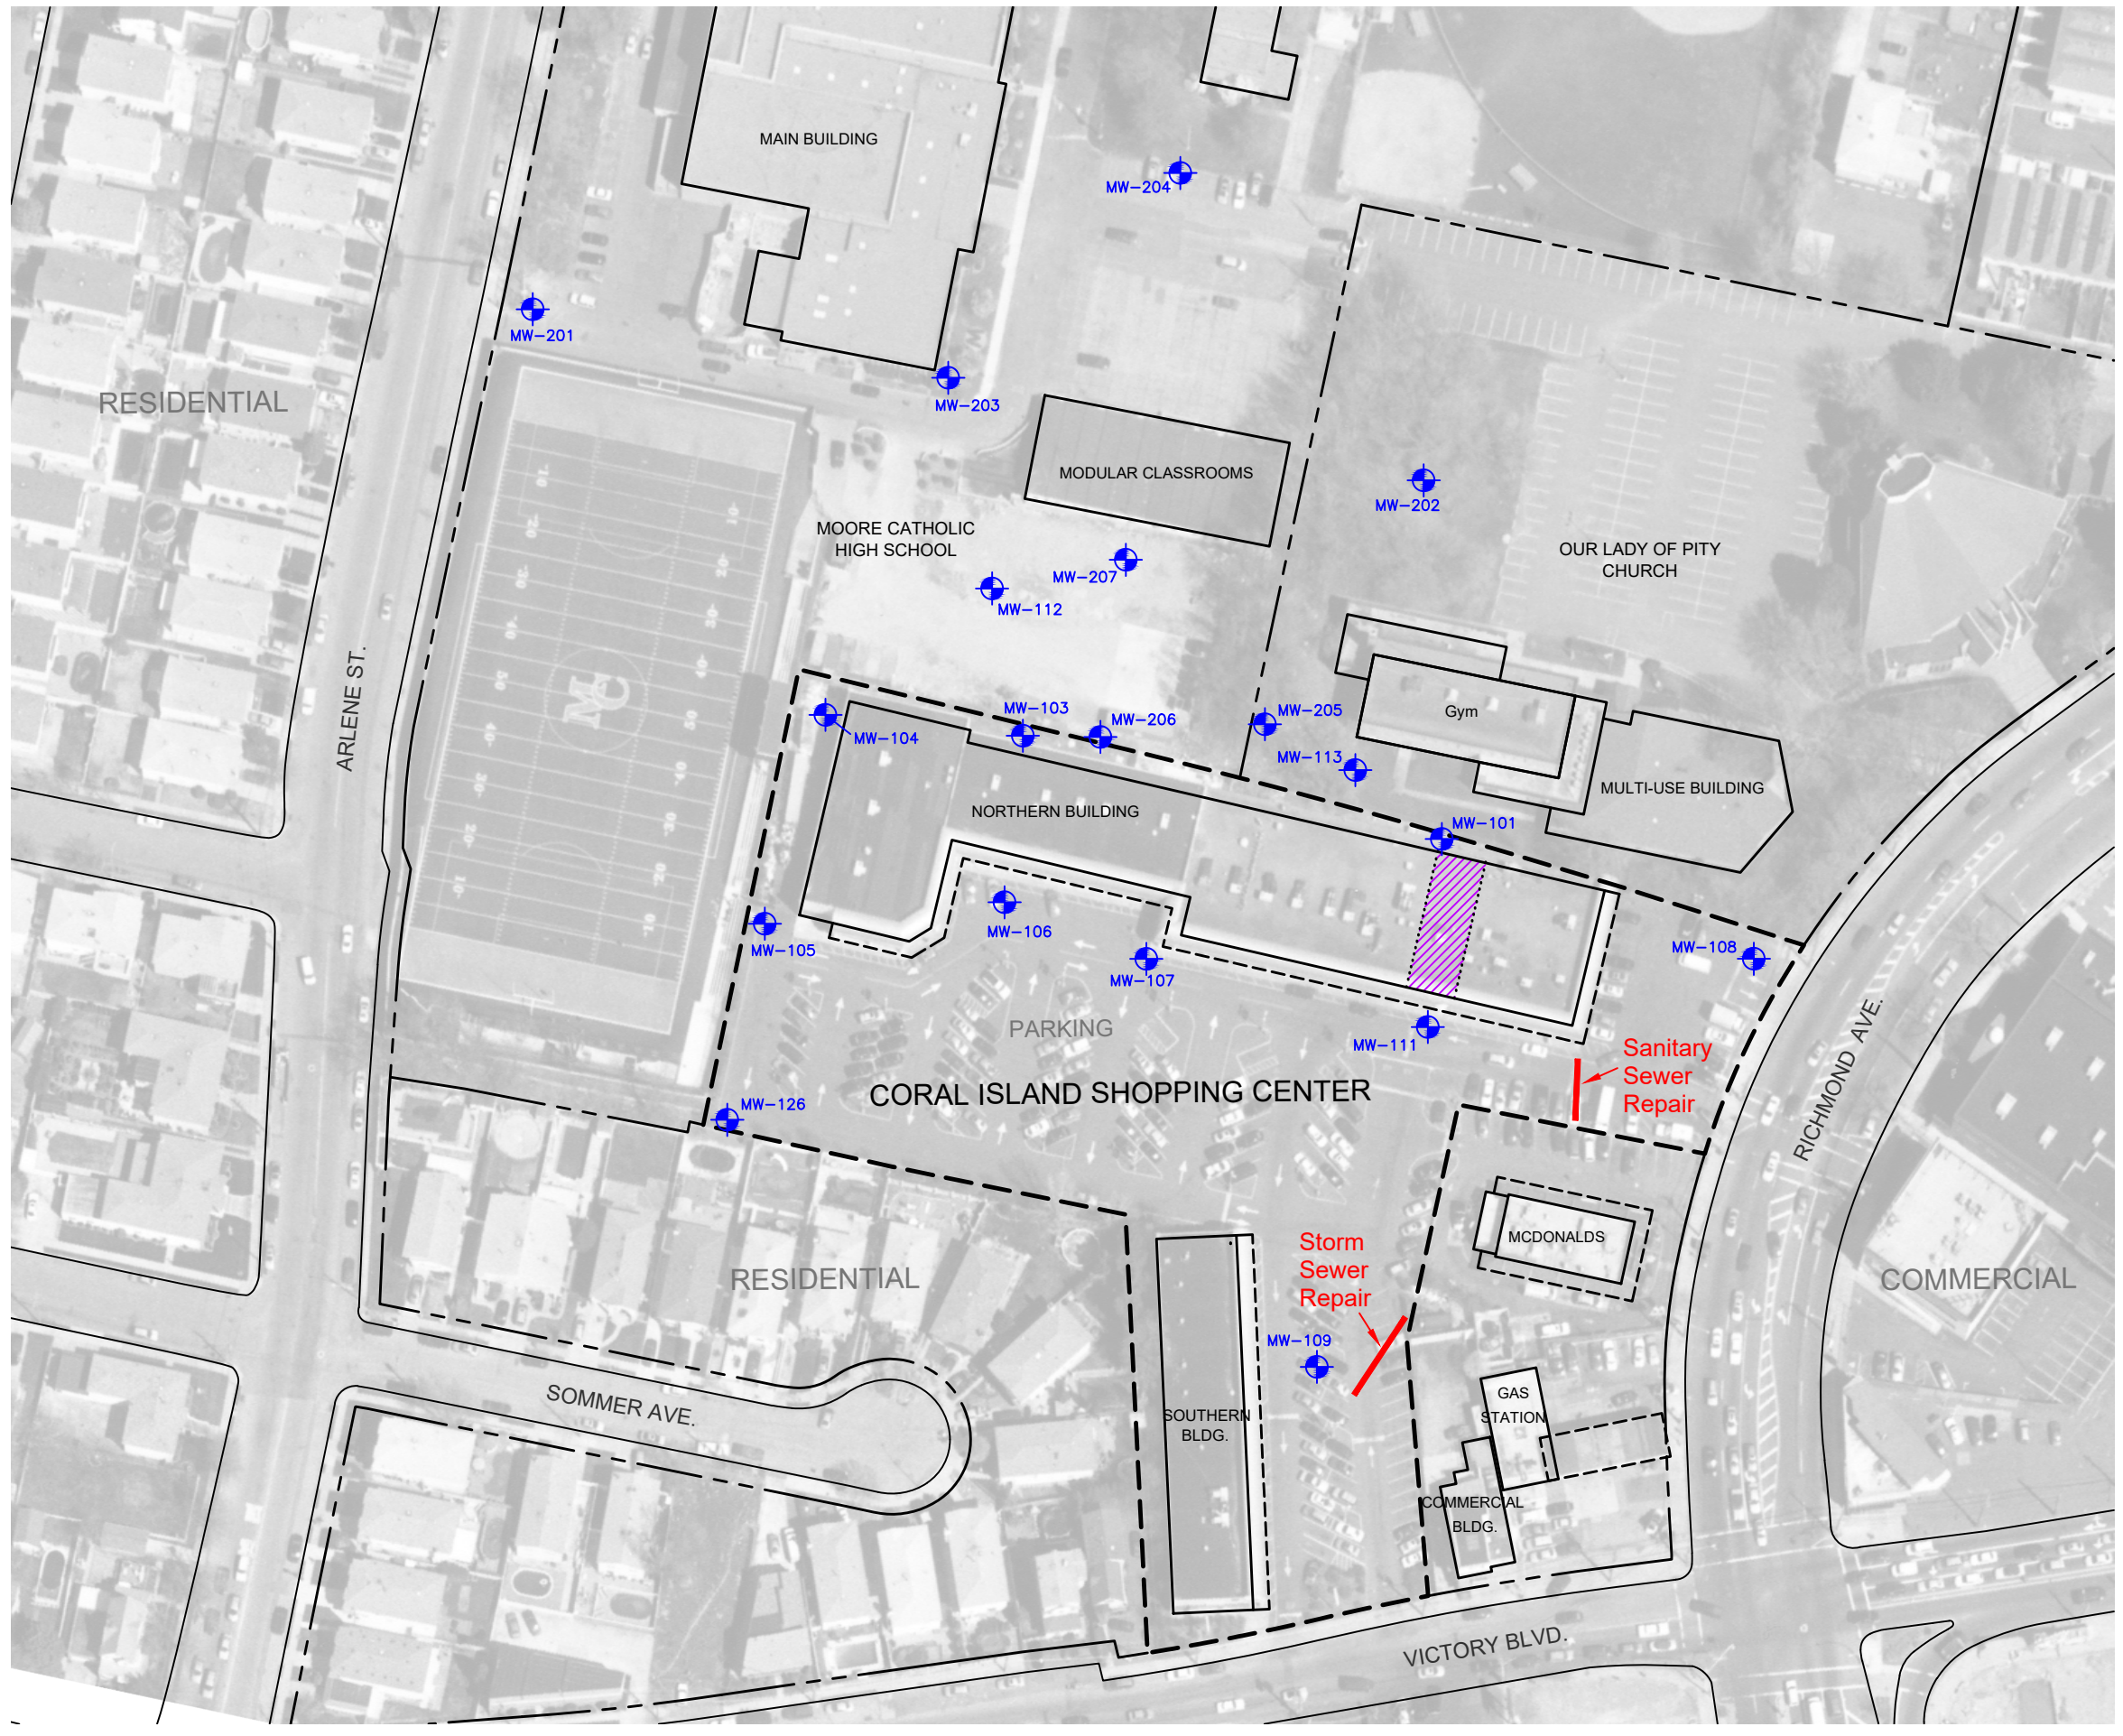 MAIN BUILDING
MW-204
MW-201
RESIDENTIAL
MW-203
MODULAR CLASSROOMS
MW-202
MOORE CATHOLIC
HIGH SCHOOL
OUR LADY OF PITY
CHURCH
MW-207
MW-112
ARLENE ST.
MW-103
MW-206
MW-205
Gym
MW-104
MW-113
MULTI-USE BUILDING
NORTHERN BUILDING
MW-101
MW-106
MW-105
MW-107
MW-108
PARKING
MW-111
Sanitary
Sewer
Repair
RICHMOND AVE.
CORAL ISLAND SHOPPING CENTER
MW-126
MCDONALDS
Storm
Sewer
Repair
RESIDENTIAL
COMMERCIAL
MW-109
SOMMER AVE.
GAS
STATION
SOUTHERN
BLDG.
COMMERCIAL
BLDG.
VICTORY BLVD.